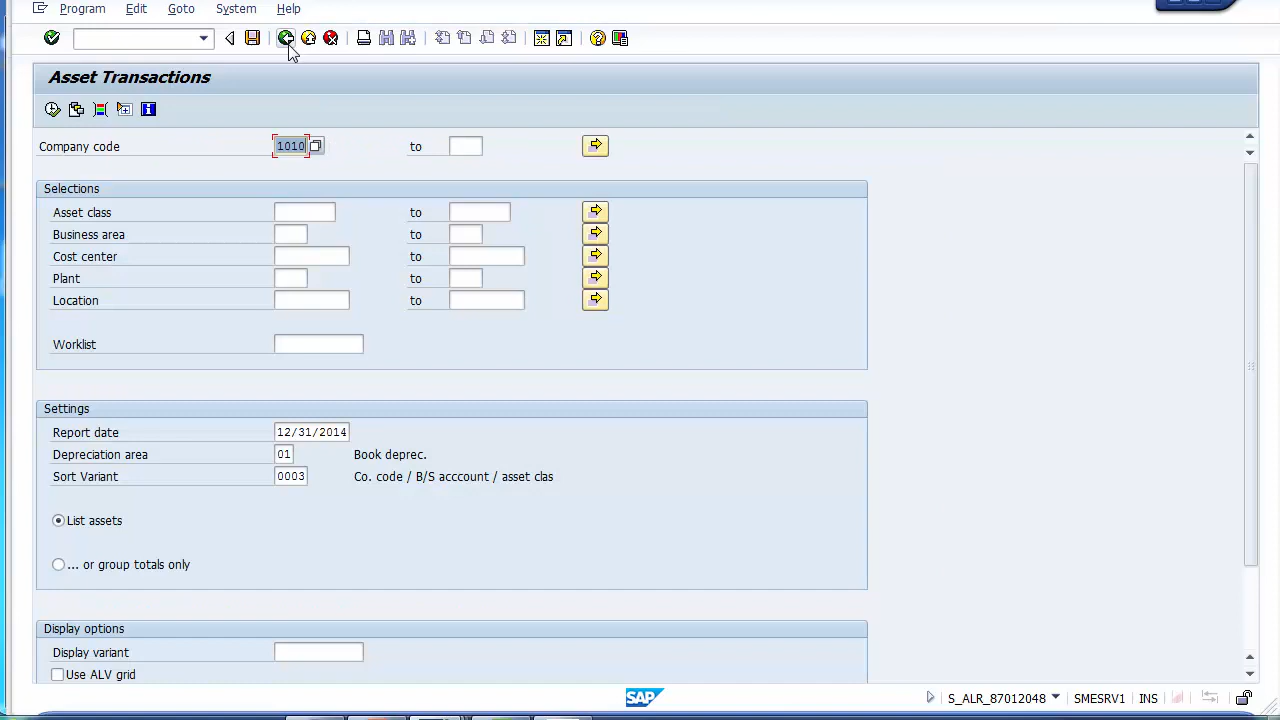 Program Edit Goto System Help
Asset Transactions
Company code 1010 to
Selections
Asset class to
Business area to
Cost center to
Plant to
Location to
Worklist
Settings
Report date 12/31/2014
Depreciation area 01 Book deprec.
Sort Variant 0003 Co. code / B/S acccount / asset clas
List assets
... or group totals only
Display options
Display variant
Use ALV grid
SAP S_ALR_87012048 SMESRV1 INS